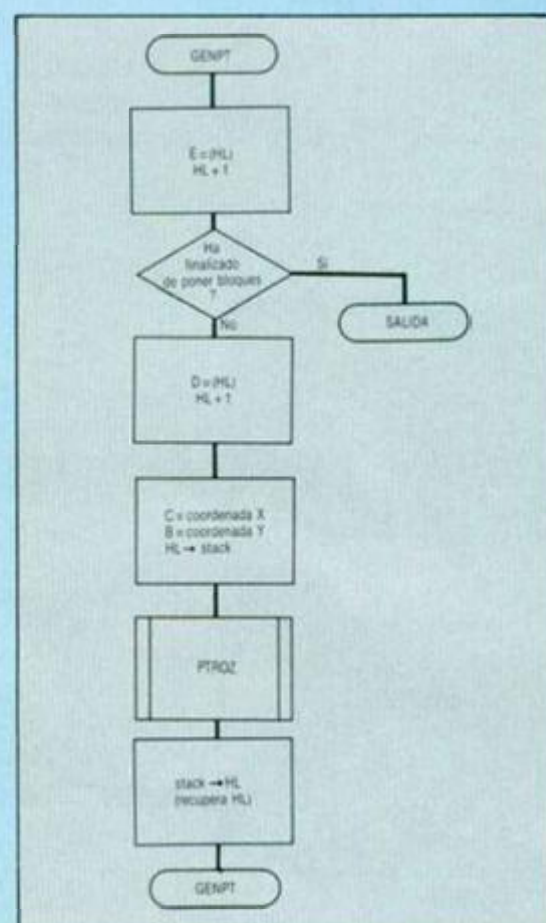 GENPT
E = (HL)
HL + 1
Ha
finalizado
de poner bloques
?
Si
SALIDA
No
D = (HL)
HL + 1
C = coordenada X
B = coordenada Y
HL → stack
PTROZ
stack → HL
(recupera HL)
GENPT